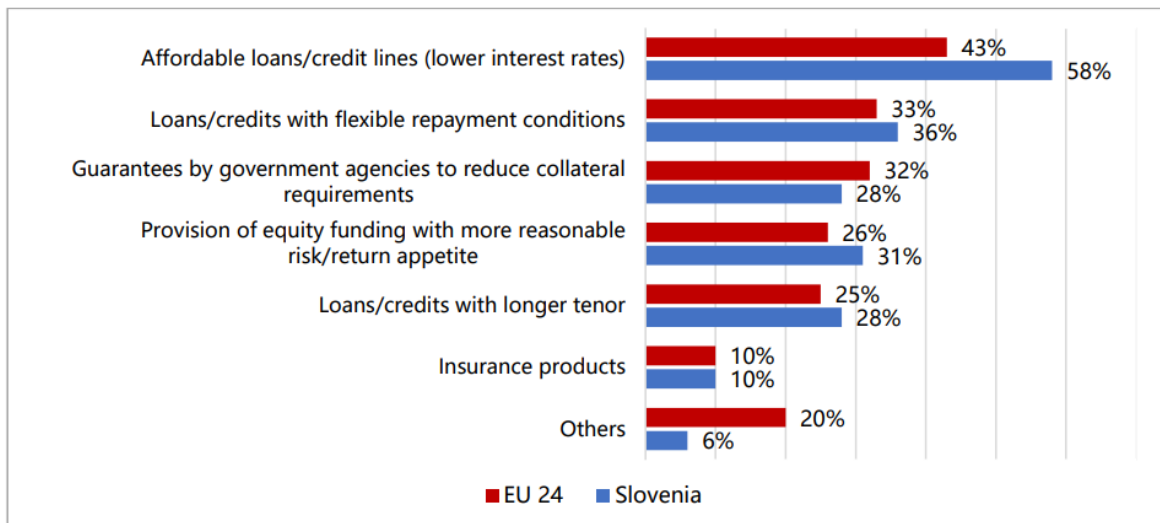 Affordable loans/credit lines (lower interest rates)
43%
58%
Loans/credits with flexible repayment conditions
33%
36%
Guarantees by government agencies to reduce collateral
requirements
32%
28%
Provision of equity funding with more reasonable
risk/return appetite
26%
31%
Loans/credits with longer tenor
25%
28%
Insurance products
10%
10%
Others
20%
6%
EU 24
Slovenia